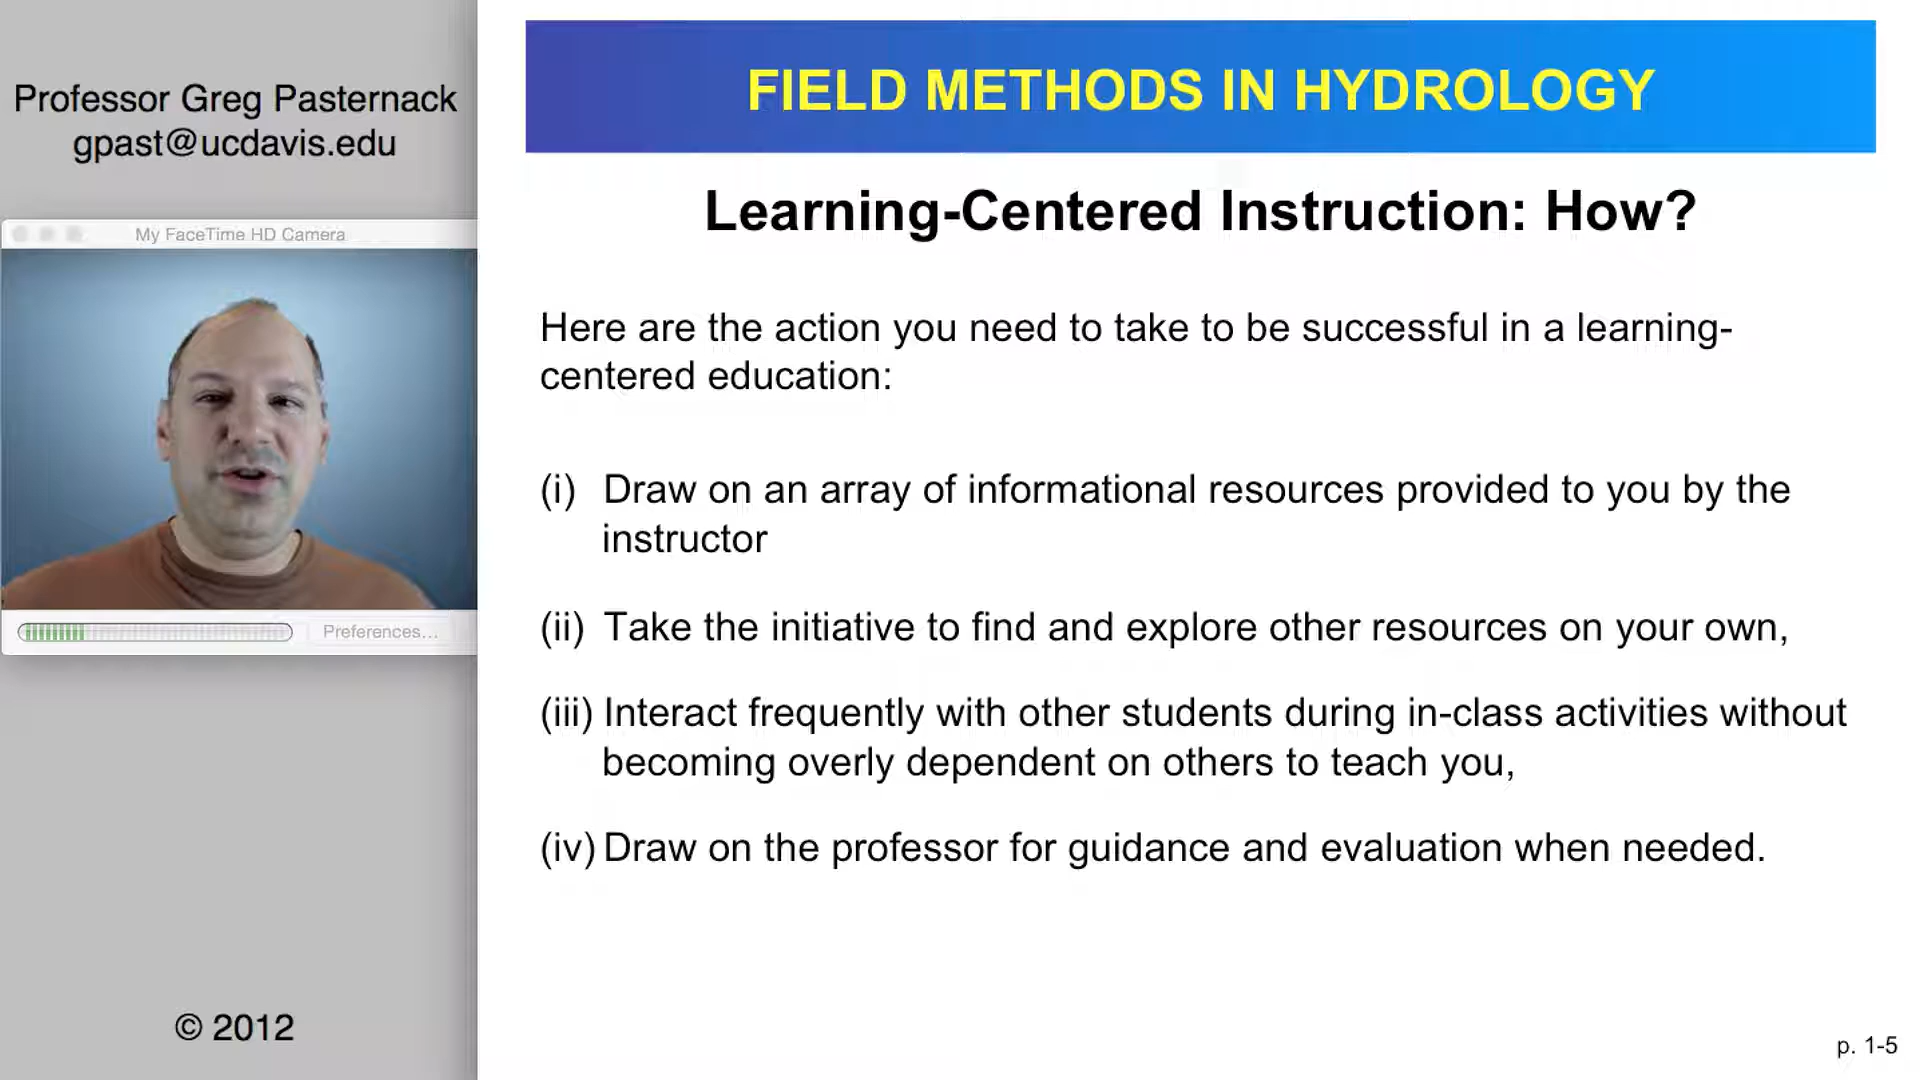 Professor Greg Pasternack
gpast@ucdavis.edu
My FaceTime HD Camera
Preferences...
© 2012
FIELD METHODS IN HYDROLOGY
Learning-Centered Instruction: How?
Here are the action you need to take to be successful in a learning-
centered education:
(i) Draw on an array of informational resources provided to you by the
instructor
(ii) Take the initiative to find and explore other resources on your own,
(iii) Interact frequently with other students during in-class activities without
becoming overly dependent on others to teach you,
(iv) Draw on the professor for guidance and evaluation when needed.
p. 1-5